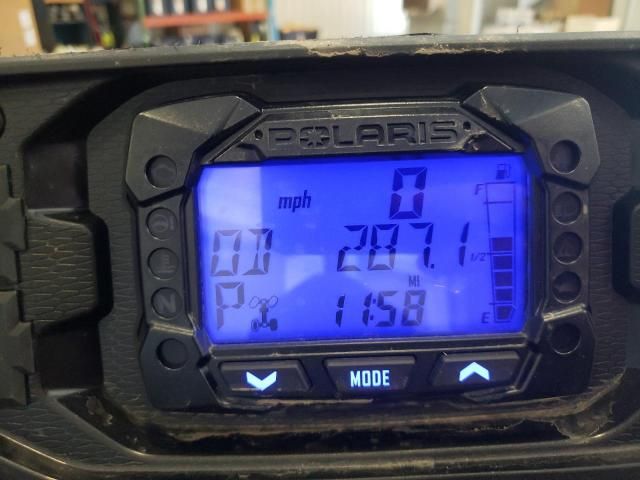 POLARIS
mph 0
F
OD 287.1
1/2
MI
P 11:58
E
MODE
N